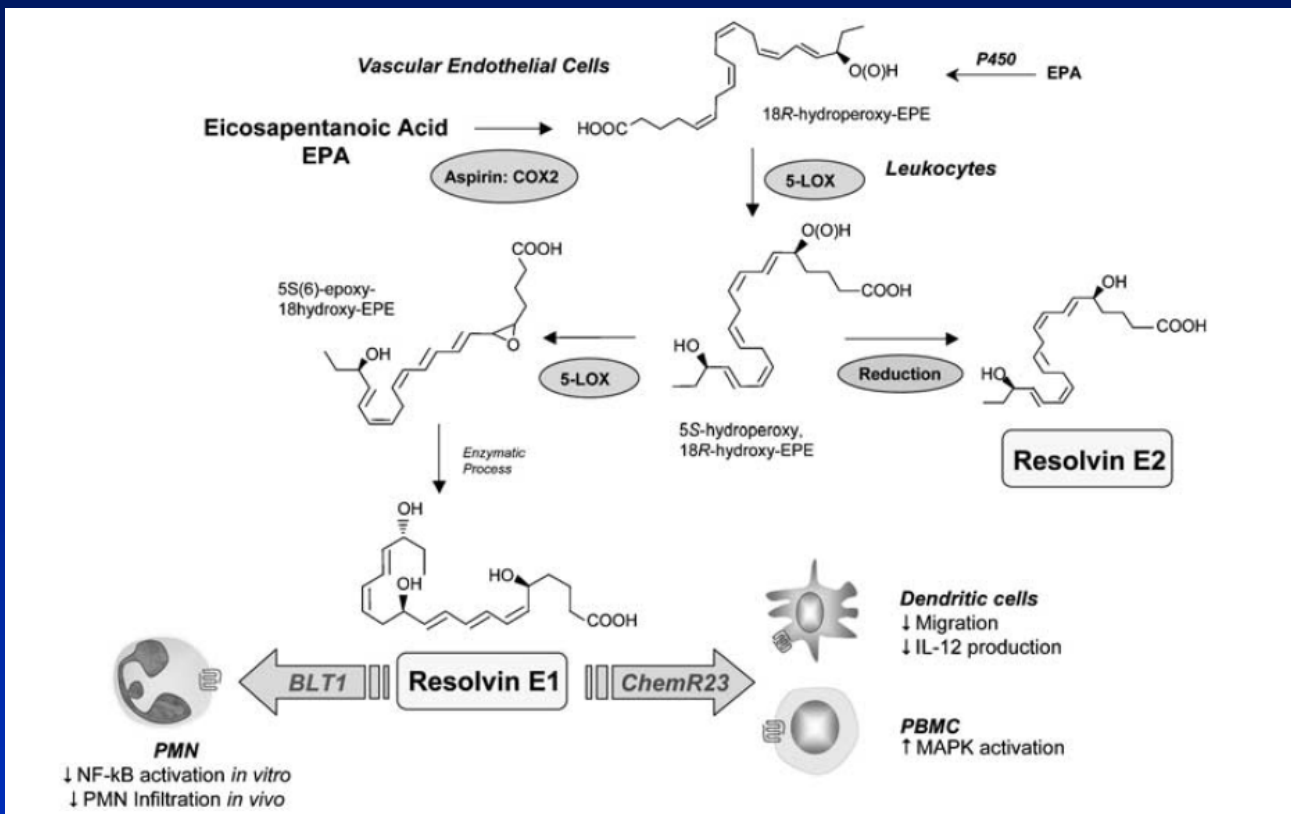 Vascular Endothelial Cells
O(O)H
P450
EPA
HOOC
18R-hydroperoxy-EPE
Eicosapentanoic Acid
EPA
Aspirin: COX2
5-LOX
Leukocytes
O(O)H
COOH
5S(6)-epoxy-
18hydroxy-EPE
O
OH
COOH
HO
5-LOX
Reduction
OH
COOH
HO
5S-hydroperoxy,
18R-hydroxy-EPE
Resolvin E2
Enzymatic
Process
OH
OH
HO
COOH
Dendritic cells
↓ Migration
↓ IL-12 production
BLT1
Resolvin E1
ChemR23
PMN
↓ NF-kB activation in vitro
↓ PMN Infiltration in vivo
PBMC
↑ MAPK activation